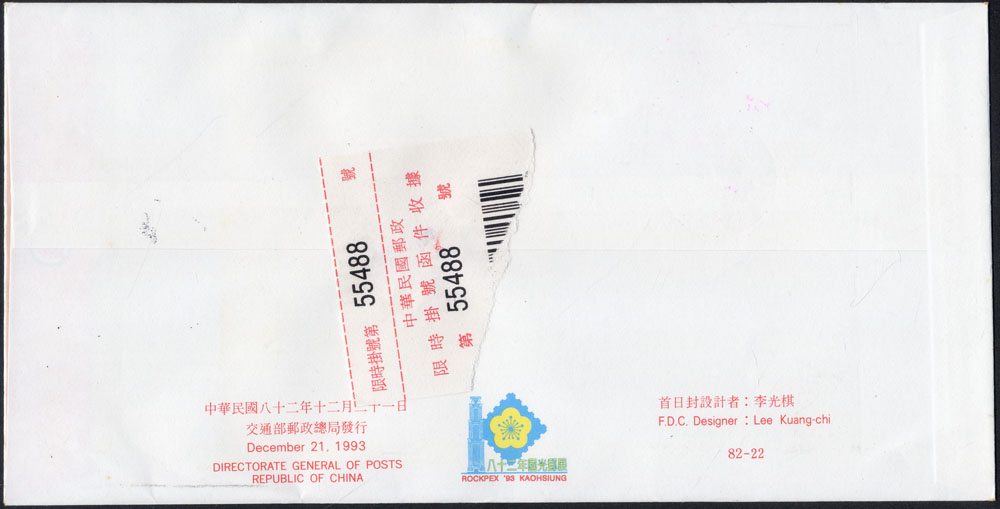 限時掛號第 55488 號
中華民國郵政
限時掛號函件收據
第 55488 號
中華民國八十二年十二月二十一日
交通部郵政總局發行
December 21, 1993
DIRECTORATE GENERAL OF POSTS
REPUBLIC OF CHINA
八十二年國光郵展
ROCKPEX '93 KAOHSIUNG
首日封設計者：李光棋
F.D.C. Designer : Lee Kuang-chi
82-22